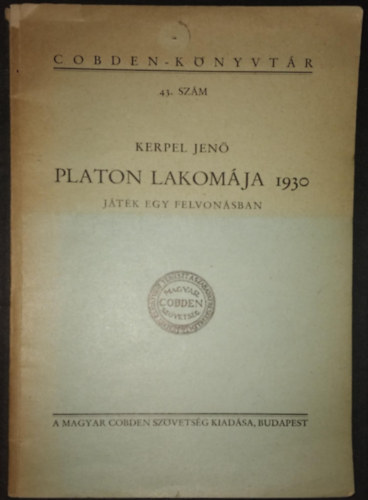 COBDEN-KÖNYVTÁR
43. SZÁM
KERPEL JENŐ
PLATON LAKOMÁJA 1930
JÁTÉK EGY FELVONÁSBAN
MAGYAR
COBDEN
SZÖVETSÉG
A MAGYAR COBDEN SZÖVETSÉG KIADÁSA, BUDAPEST